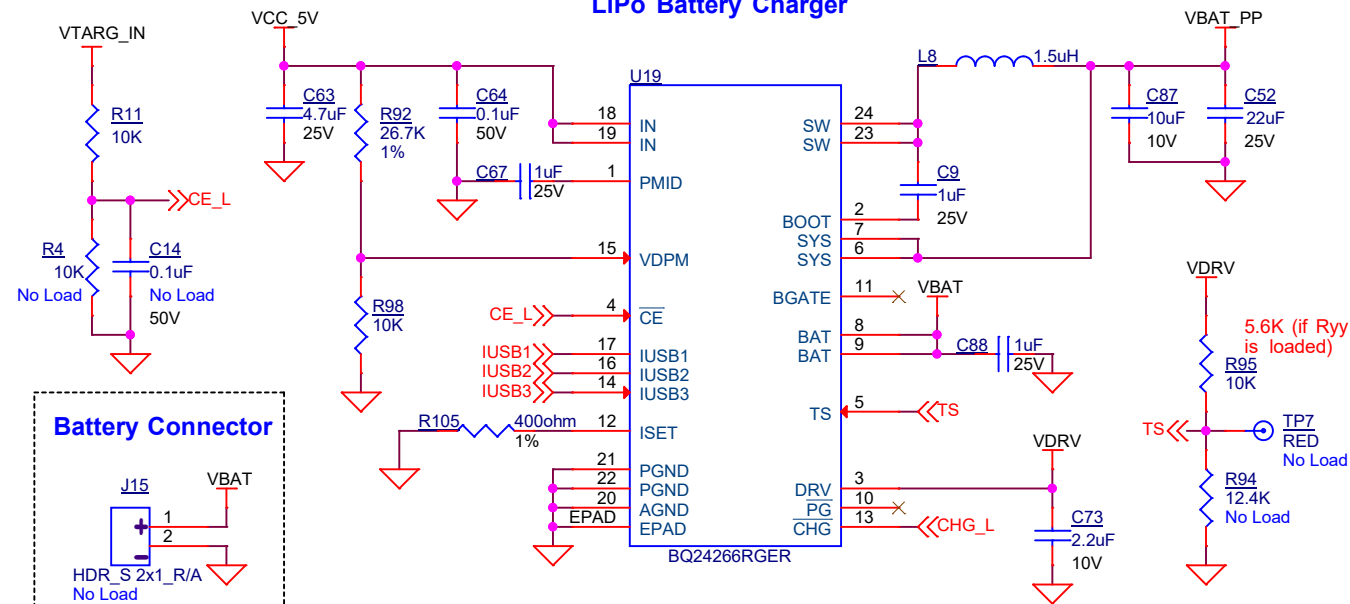 LiPo Battery Charger
VTARG_IN
R11
10K
CE_L
R4
10K
No Load
C14
0.1uF
No Load
50V
VCC_5V
C63
4.7uF
25V
R92
26.7K
1%
C64
0.1uF
50V
C67
1uF
25V
R98
10K
CE_L
IUSB1
IUSB2
IUSB3
R105
400ohm
1%
U19
18
IN
19
IN
1
PMID
15
VDPM
4
CE
17
IUSB1
16
IUSB2
14
IUSB3
12
ISET
21
PGND
22
PGND
20
AGND
EPAD
EPAD
SW
24
SW
23
BOOT
2
SYS
7
SYS
6
BGATE
11
BAT
8
BAT
9
TS
5
DRV
3
PG
10
CHG
13
BQ24266RGER
L8
1.5uH
C9
1uF
25V
VBAT_PP
C87
10uF
10V
C52
22uF
25V
VBAT
C88
1uF
25V
TS
VDRV
CHG_L
C73
2.2uF
10V
VDRV
5.6K (if Ryy
is loaded)
R95
10K
TS
TP7
RED
No Load
R94
12.4K
No Load
Battery Connector
J15
VBAT
+
1
2
-
HDR_S 2x1_R/A
No Load